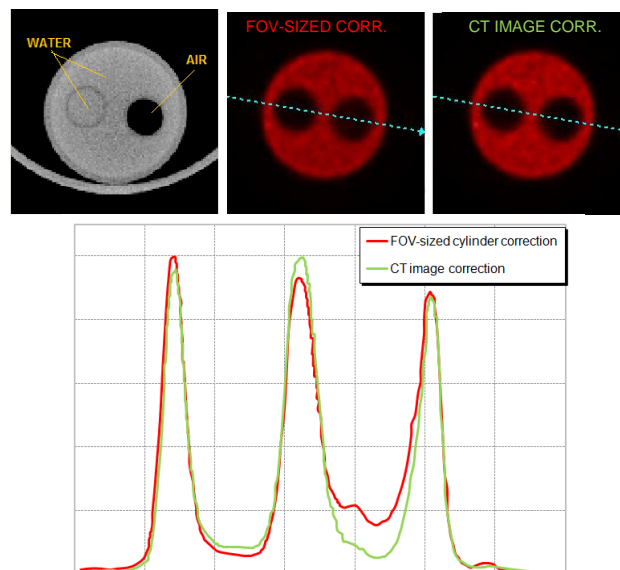 WATER
AIR
FOV-SIZED CORR.
CT IMAGE CORR.
FOV-sized cylinder correction
CT image correction